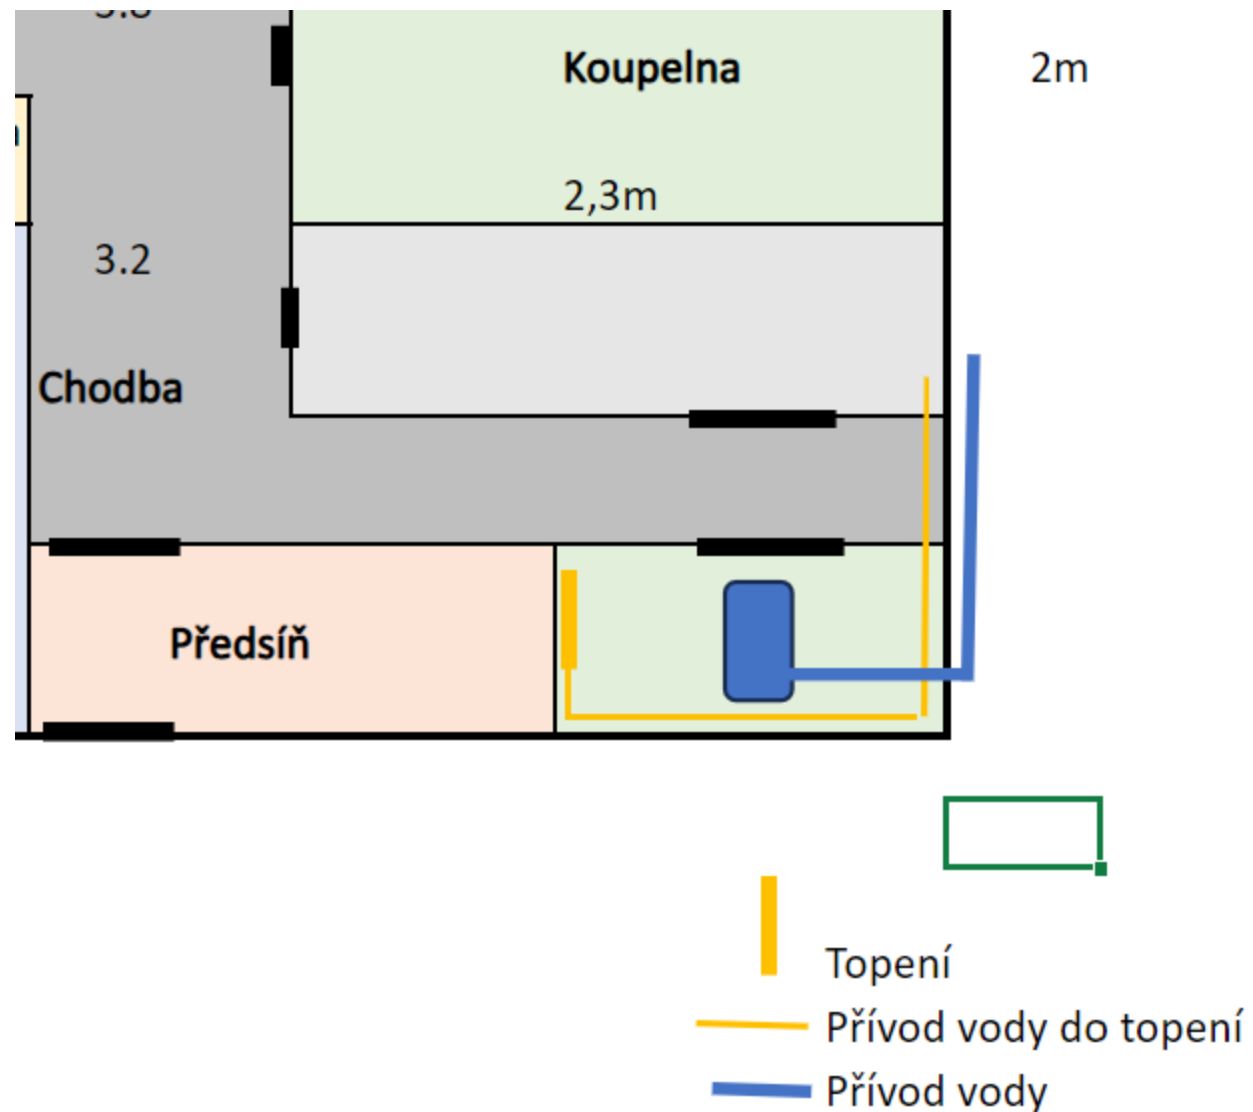 Koupelna
2m
2,3m
3.2
Chodba
Předsíň
Topení
Přívod vody do topení
Přívod vody